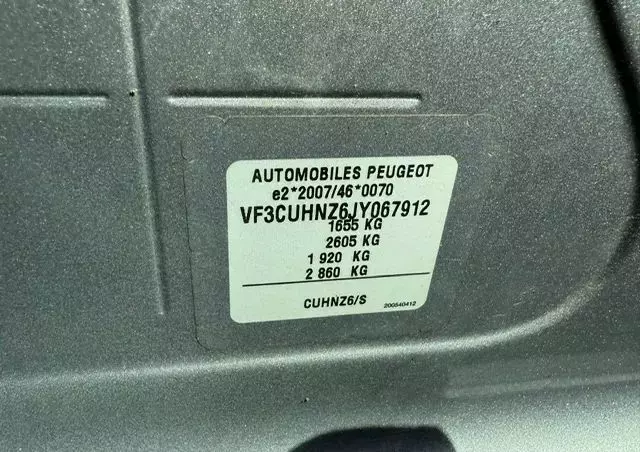 AUTOMOBILES PEUGEOT
e2*2007/46*0070
VF3CUHNZ6JY067912
1655 KG
2605 KG
1 920 KG
2 860 KG
CUHNZ6/S 200540412